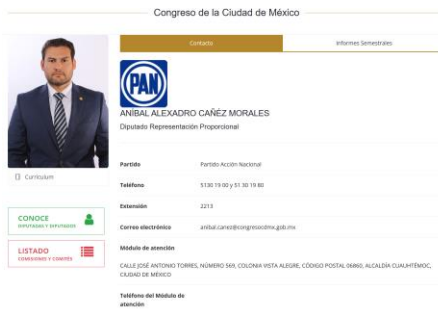 Congreso de la Ciudad de México
Contacto
Informes Semestrales
PAN
ANÍBAL ALEXADRO CAÑÉZ MORALES
Diputado Representación Proporcional
Partido Partido Acción Nacional
Teléfono 5130 19 00 y 51 30 19 80
Extensión 2213
Correo electrónico anibal.canez@congresocdmx.gob.mx
Módulo de atención
CALLE JOSÉ ANTONIO TORRES, NÚMERO 569, COLONIA VISTA ALEGRE, CÓDIGO POSTAL 06860, ALCALDÍA CUAUHTÉMOC,
CIUDAD DE MÉXICO
Teléfono del Módulo de
atención
Curriculum
CONOCE
DIPUTADAS Y DIPUTADOS
LISTADO
COMISIONES Y COMITÉS